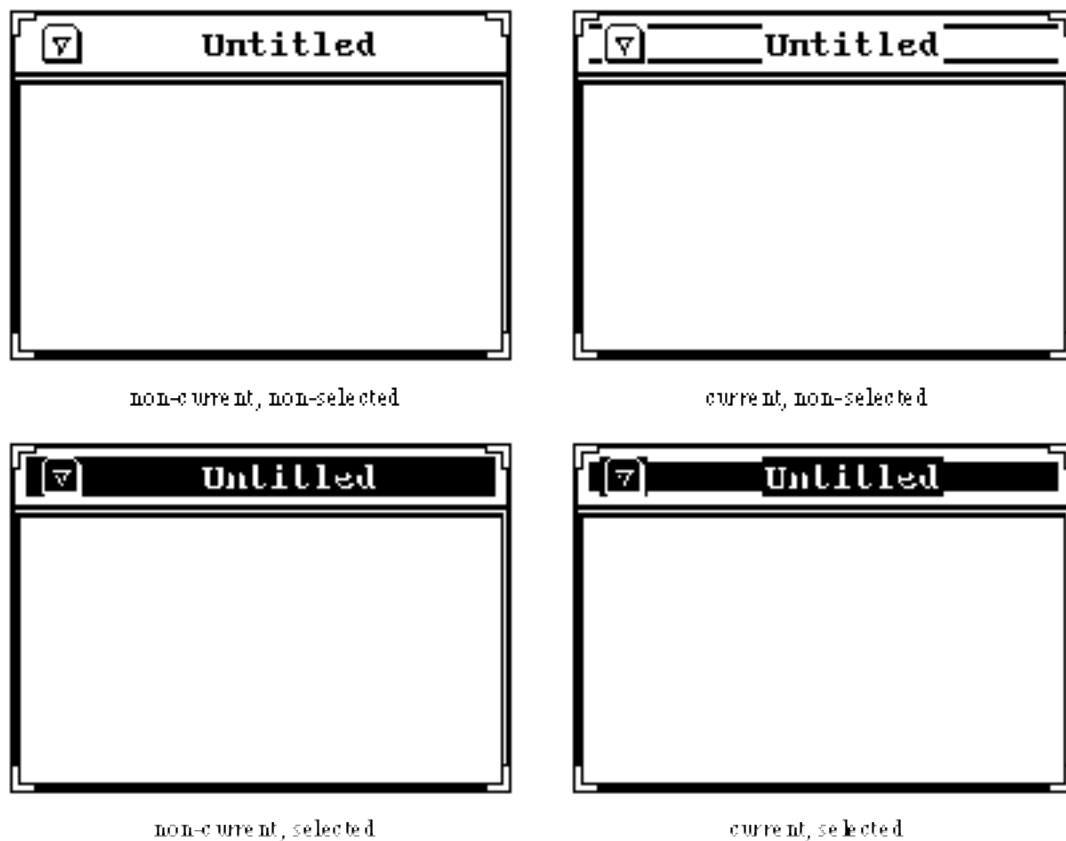 Untitled
Untitled
non-current, non-selected
current, non-selected
Untitled
Untitled
non-current, selected
current, selected